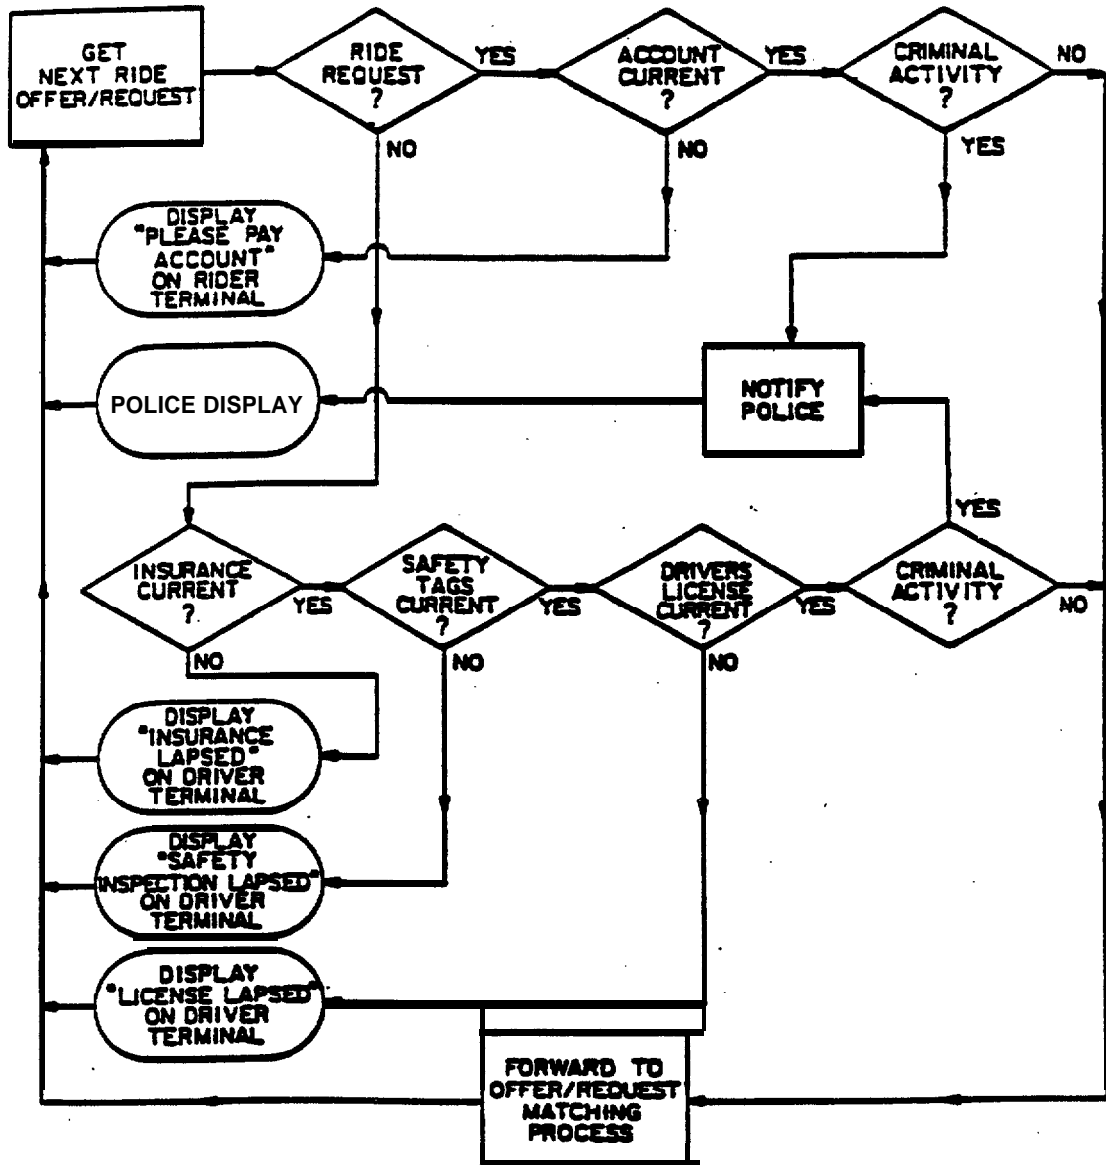 GET
NEXT RIDE
OFFER/REQUEST
RIDE
REQUEST
?
YES
NO
ACCOUNT
CURRENT
?
YES
NO
CRIMINAL
ACTIVITY
?
NO
YES
DISPLAY
"PLEASE PAY
ACCOUNT"
ON RIDER
TERMINAL
POLICE DISPLAY
NOTIFY
POLICE
INSURANCE
CURRENT
?
YES
NO
SAFETY
TAGS
CURRENT
?
YES
NO
DRIVERS
LICENSE
CURRENT
?
YES
NO
CRIMINAL
ACTIVITY
?
YES
NO
DISPLAY
"INSURANCE
LAPSED"
ON DRIVER
TERMINAL
DISPLAY
"SAFETY
INSPECTION LAPSED"
ON DRIVER
TERMINAL
DISPLAY
"LICENSE LAPSED"
ON DRIVER
TERMINAL
FORWARD TO
OFFER/REQUEST
MATCHING
PROCESS